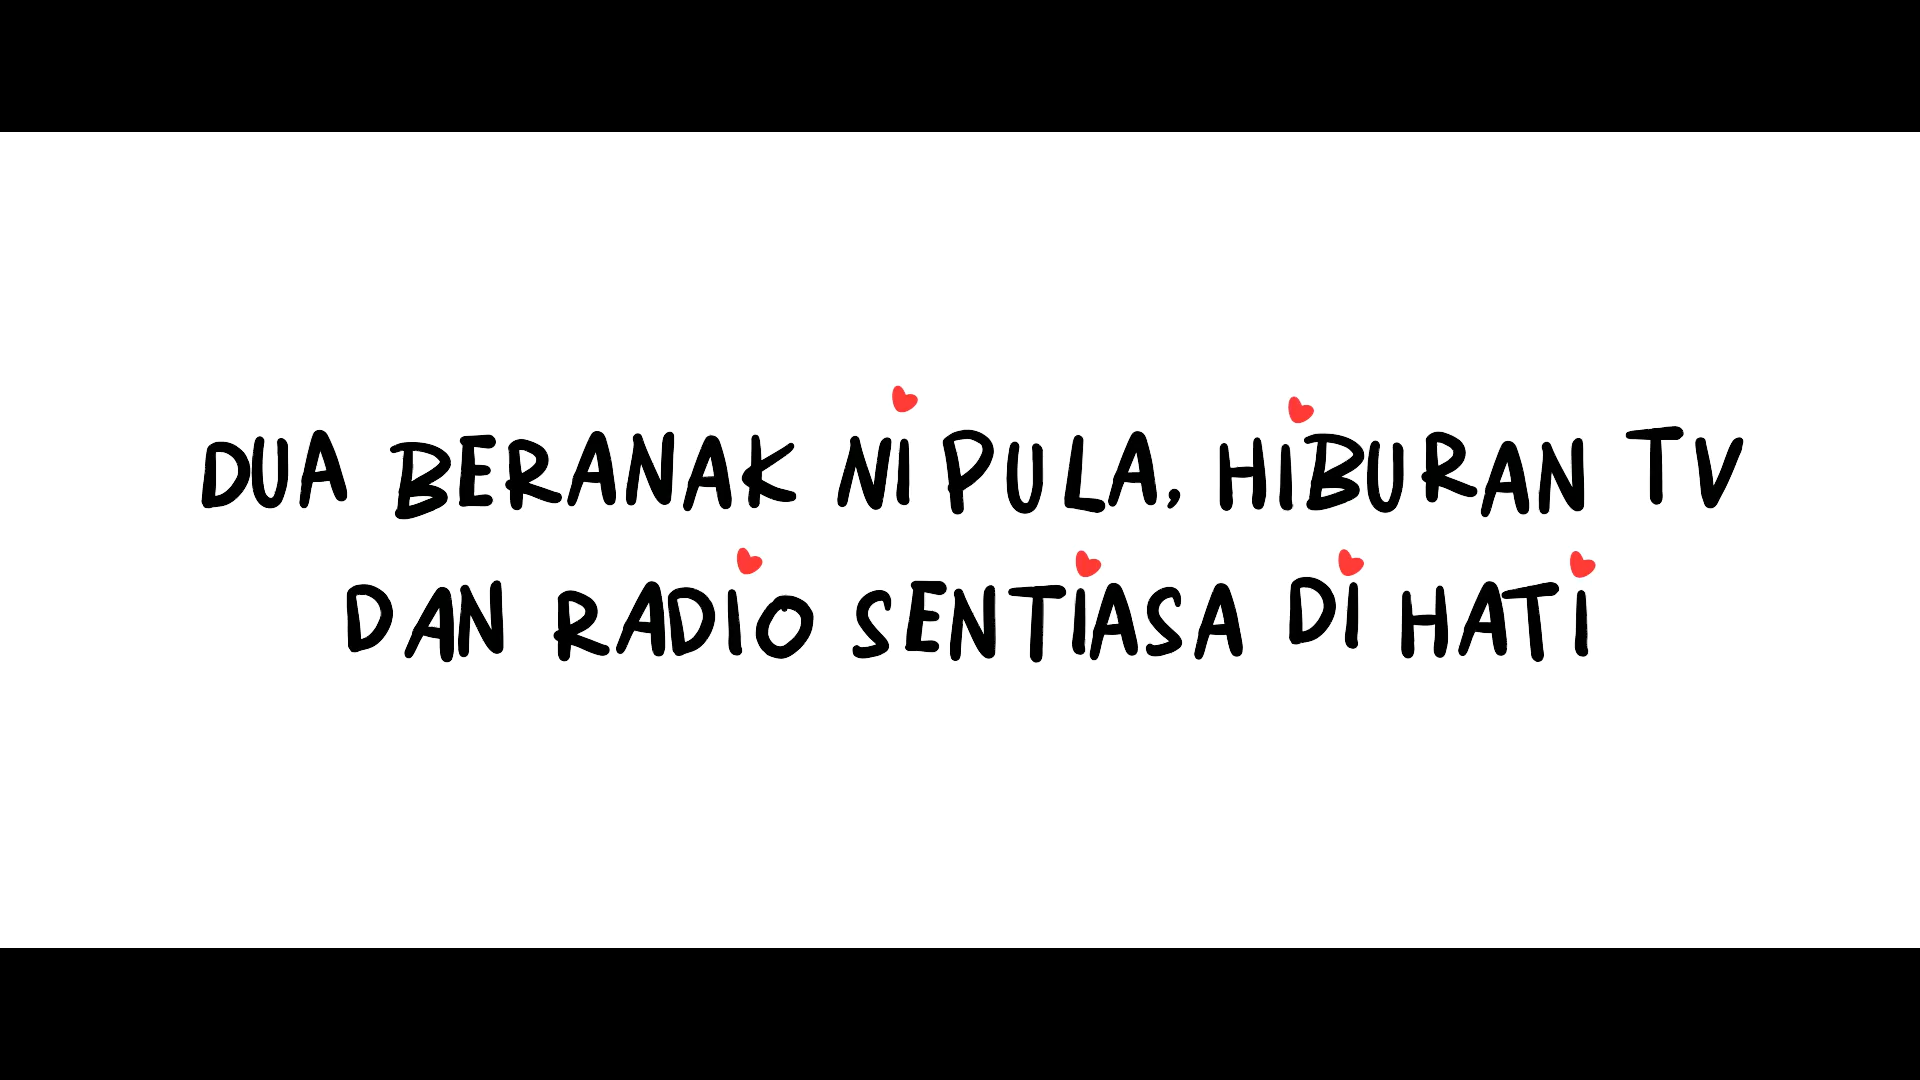 DUA BERANAK NI PULA, HIBURAN TV
DAN RADIO SENTIASA DI HATI